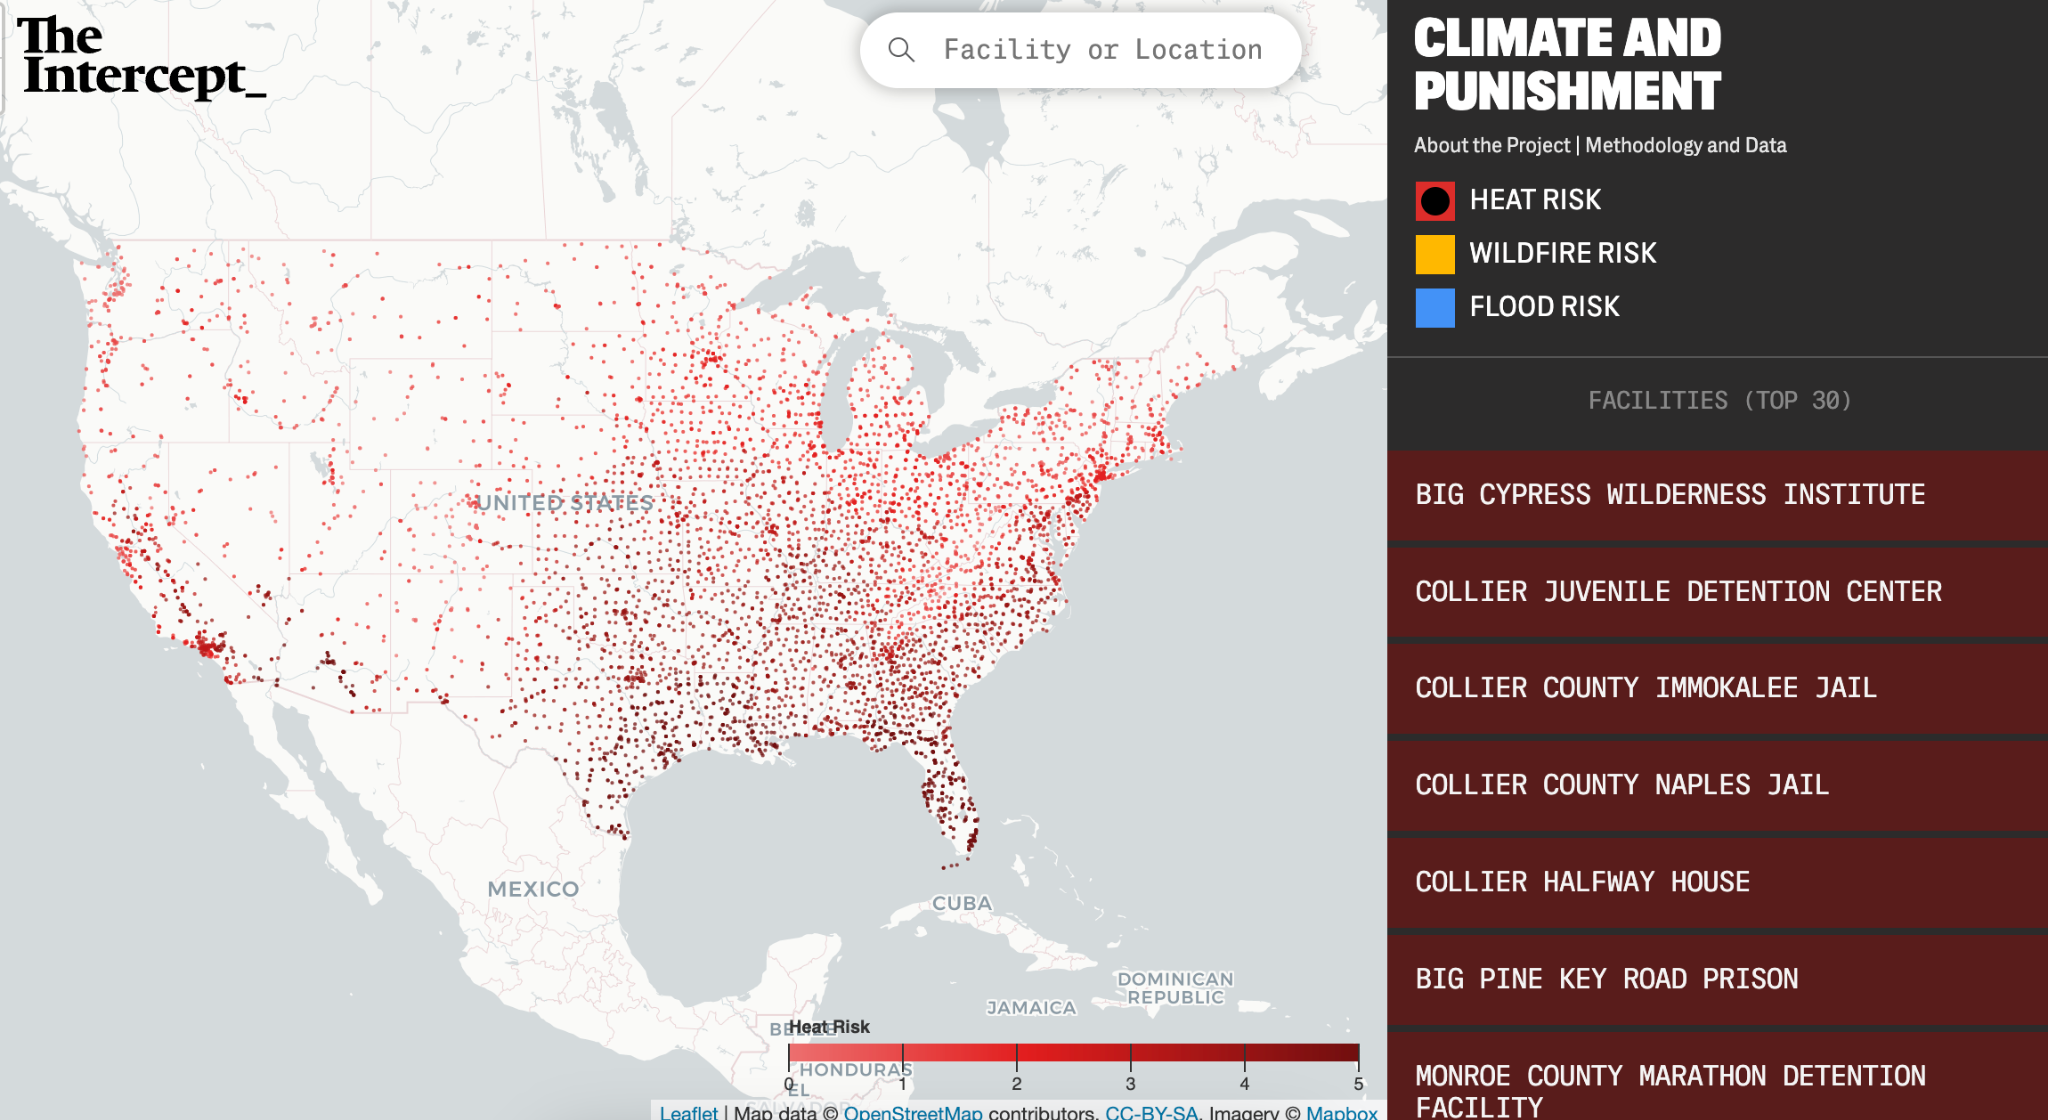 The
Intercept_
Facility or Location
UNITED STATES
MEXICO
CUBA
DOMINICAN
REPUBLIC
JAMAICA
BELIZE
Heat Risk
HONDURAS
0 1 2 3 4 5
EL
SALVADOR
Leaflet | Map data © OpenStreetMap contributors, CC-BY-SA, Imagery © Mapbox
CLIMATE AND
PUNISHMENT
About the Project | Methodology and Data
HEAT RISK
WILDFIRE RISK
FLOOD RISK
FACILITIES (TOP 30)
BIG CYPRESS WILDERNESS INSTITUTE
COLLIER JUVENILE DETENTION CENTER
COLLIER COUNTY IMMOKALEE JAIL
COLLIER COUNTY NAPLES JAIL
COLLIER HALFWAY HOUSE
BIG PINE KEY ROAD PRISON
MONROE COUNTY MARATHON DETENTION
FACILITY